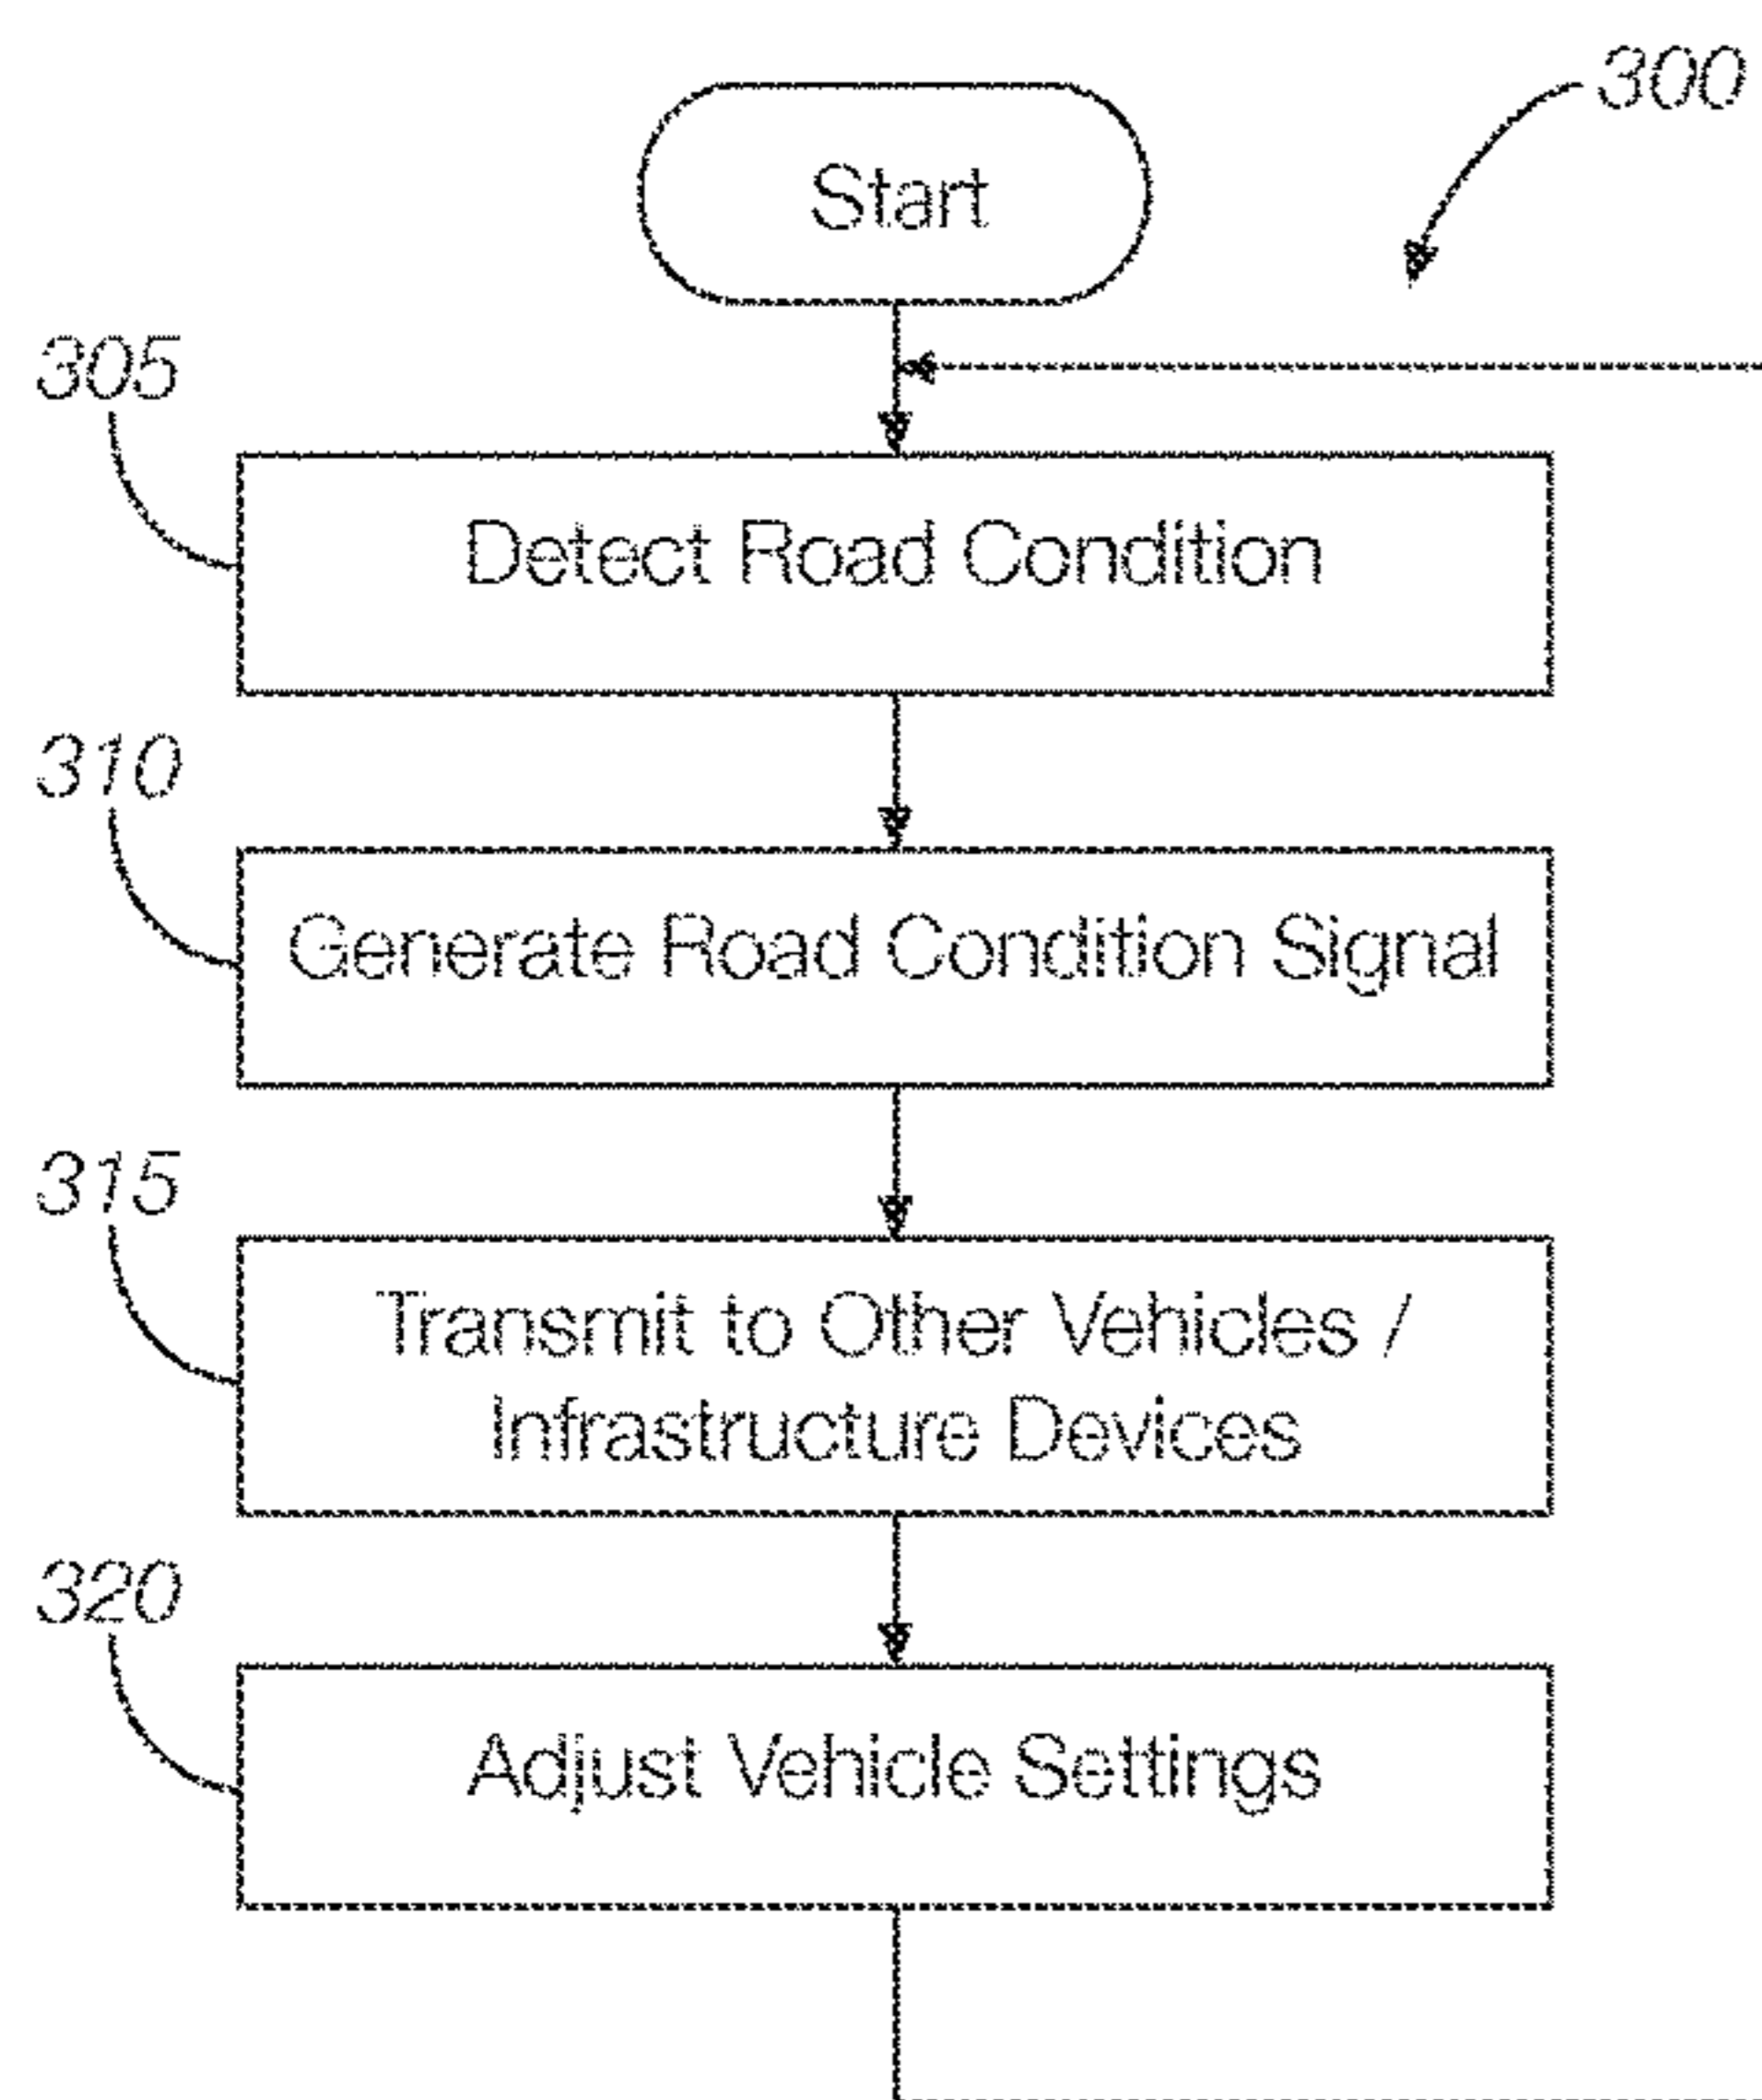 300
Start
305
Detect Road Condition
310
Generate Road Condition Signal
315
Transmit to Other Vehicles /
Infrastructure Devices
320
Adjust Vehicle Settings